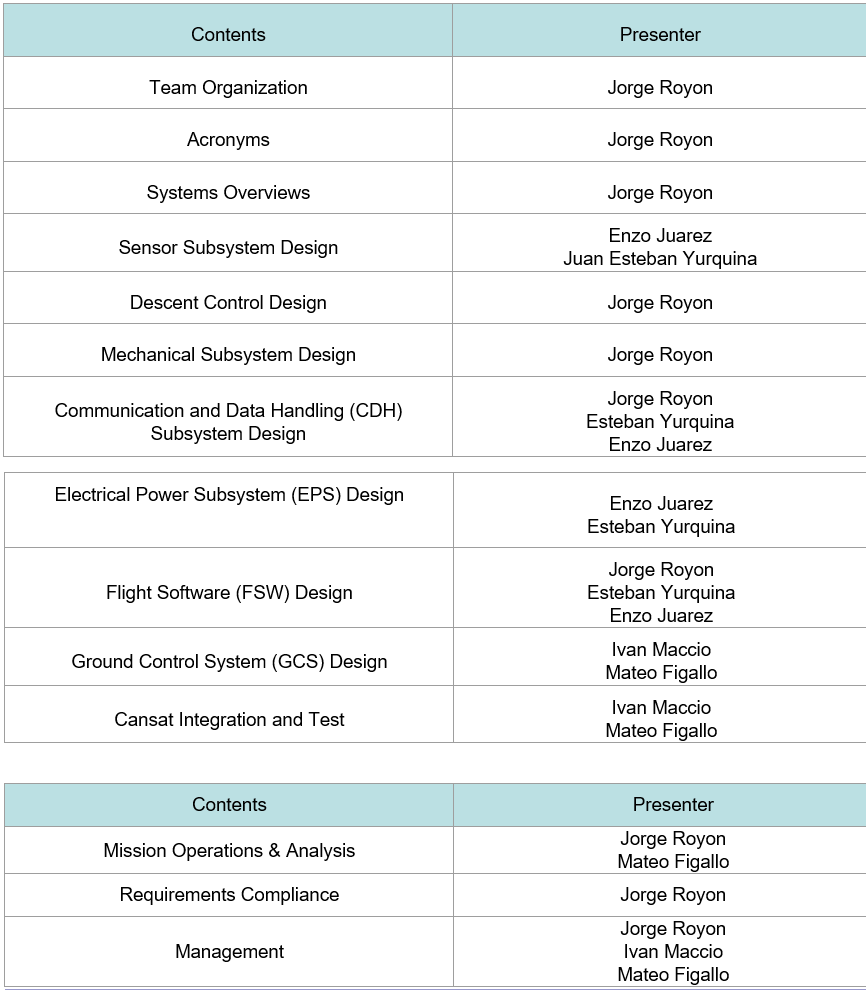 Contents Presenter
Team Organization Jorge Royon
Acronyms Jorge Royon
Systems Overviews Jorge Royon
Sensor Subsystem Design
Enzo Juarez
Juan Esteban Yurquina
Descent Control Design Jorge Royon
Mechanical Subsystem Design Jorge Royon
Communication and Data Handling (CDH)
Subsystem Design
Jorge Royon
Esteban Yurquina
Enzo Juarez
Electrical Power Subsystem (EPS) Design
Enzo Juarez
Esteban Yurquina
Flight Software (FSW) Design
Jorge Royon
Esteban Yurquina
Enzo Juarez
Ground Control System (GCS) Design
Ivan Maccio
Mateo Figallo
Cansat Integration and Test
Ivan Maccio
Mateo Figallo
Contents Presenter
Mission Operations & Analysis
Jorge Royon
Mateo Figallo
Requirements Compliance Jorge Royon
Management
Jorge Royon
Ivan Maccio
Mateo Figallo